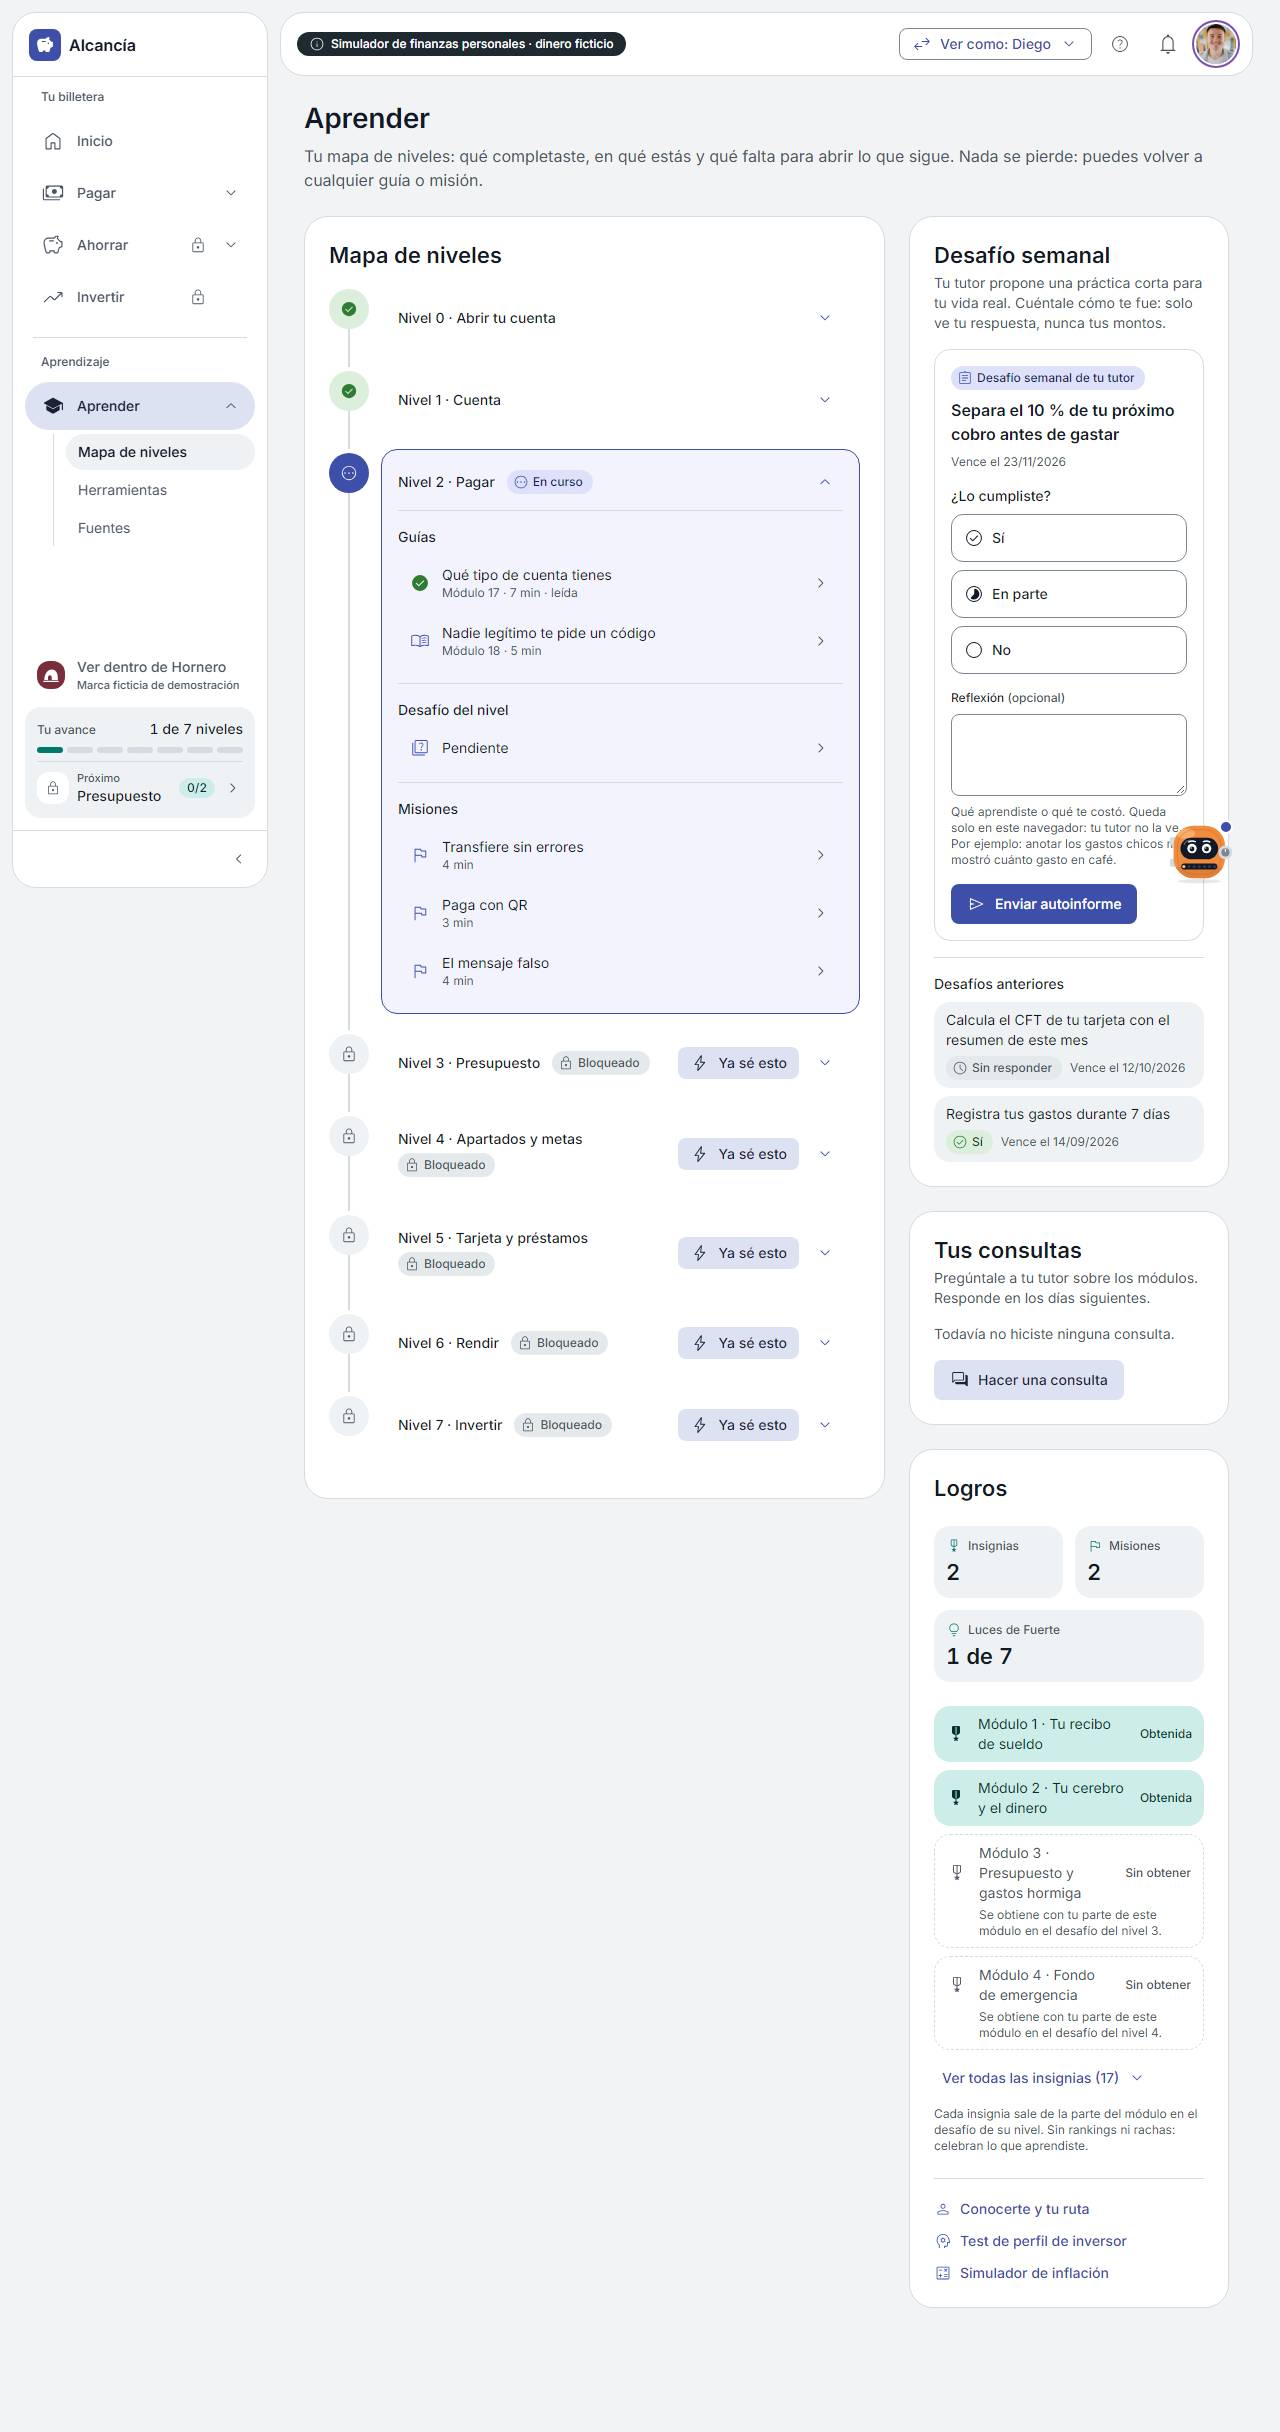 Alcancía
Tu billetera
Inicio
Pagar
Ahorrar
Invertir
Aprendizaje
Aprender
Mapa de niveles
Herramientas
Fuentes
Ver dentro de Hornero
Marca ficticia de demostración
Tu avance 1 de 7 niveles
Próximo
Presupuesto 0/2
Simulador de finanzas personales · dinero ficticio
Ver como: Diego
Aprender
Tu mapa de niveles: qué completaste, en qué estás y qué falta para abrir lo que sigue. Nada se pierde: puedes volver a
cualquier guía o misión.
Mapa de niveles
Nivel 0 · Abrir tu cuenta
Nivel 1 · Cuenta
Nivel 2 · Pagar En curso
Guías
Qué tipo de cuenta tienes
Módulo 17 · 7 min · leída
Nadie legítimo te pide un código
Módulo 18 · 5 min
Desafío del nivel
Pendiente
Misiones
Transfiere sin errores
4 min
Paga con QR
3 min
El mensaje falso
4 min
Nivel 3 · Presupuesto Bloqueado Ya sé esto
Nivel 4 · Apartados y metas
Bloqueado
Ya sé esto
Nivel 5 · Tarjeta y préstamos
Bloqueado
Ya sé esto
Nivel 6 · Rendir Bloqueado Ya sé esto
Nivel 7 · Invertir Bloqueado Ya sé esto
Desafío semanal
Tu tutor propone una práctica corta para
tu vida real. Cuéntale cómo te fue: solo
ve tu respuesta, nunca tus montos.
Desafío semanal de tu tutor
Separa el 10 % de tu próximo
cobro antes de gastar
Vence el 23/11/2026
¿Lo cumpliste?
Sí
En parte
No
Reflexión (opcional)
Qué aprendiste o qué te costó. Queda
solo en este navegador: tu tutor no la ve.
Por ejemplo: anotar los gastos chicos
mostró cuánto gasto en café.
Enviar autoinforme
Desafíos anteriores
Calcula el CFT de tu tarjeta con el
resumen de este mes
Sin responder Vence el 12/10/2026
Registra tus gastos durante 7 días
Sí Vence el 14/09/2026
Tus consultas
Pregúntale a tu tutor sobre los módulos.
Responde en los días siguientes.
Todavía no hiciste ninguna consulta.
Hacer una consulta
Logros
Insignias
2
Misiones
2
Luces de Fuerte
1 de 7
Módulo 1 · Tu recibo
de sueldo
Obtenida
Módulo 2 · Tu cerebro
y el dinero
Obtenida
Módulo 3 ·
Presupuesto y
gastos hormiga
Sin obtener
Se obtiene con tu parte de este
módulo en el desafío del nivel 3.
Módulo 4 · Fondo
de emergencia
Sin obtener
Se obtiene con tu parte de este
módulo en el desafío del nivel 4.
Ver todas las insignias (17)
Cada insignia sale de la parte del módulo en el
desafío de su nivel. Sin rankings ni rachas:
celebran lo que aprendiste.
Conocerte y tu ruta
Test de perfil de inversor
Simulador de inflación